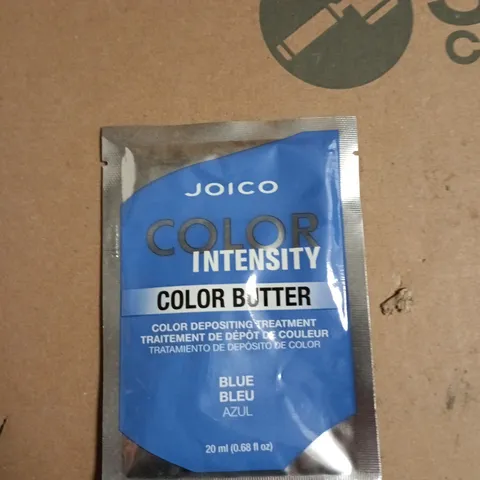 JOICO
COLOR
INTENSITY
COLOR BUTTER
COLOR DEPOSITING TREATMENT
TRAITEMENT DE DÉPÔT DE COULEUR
TRATAMIENTO DE DEPÓSITO DE COLOR
BLUE
BLEU
AZUL
20 ml (0.68 fl oz)